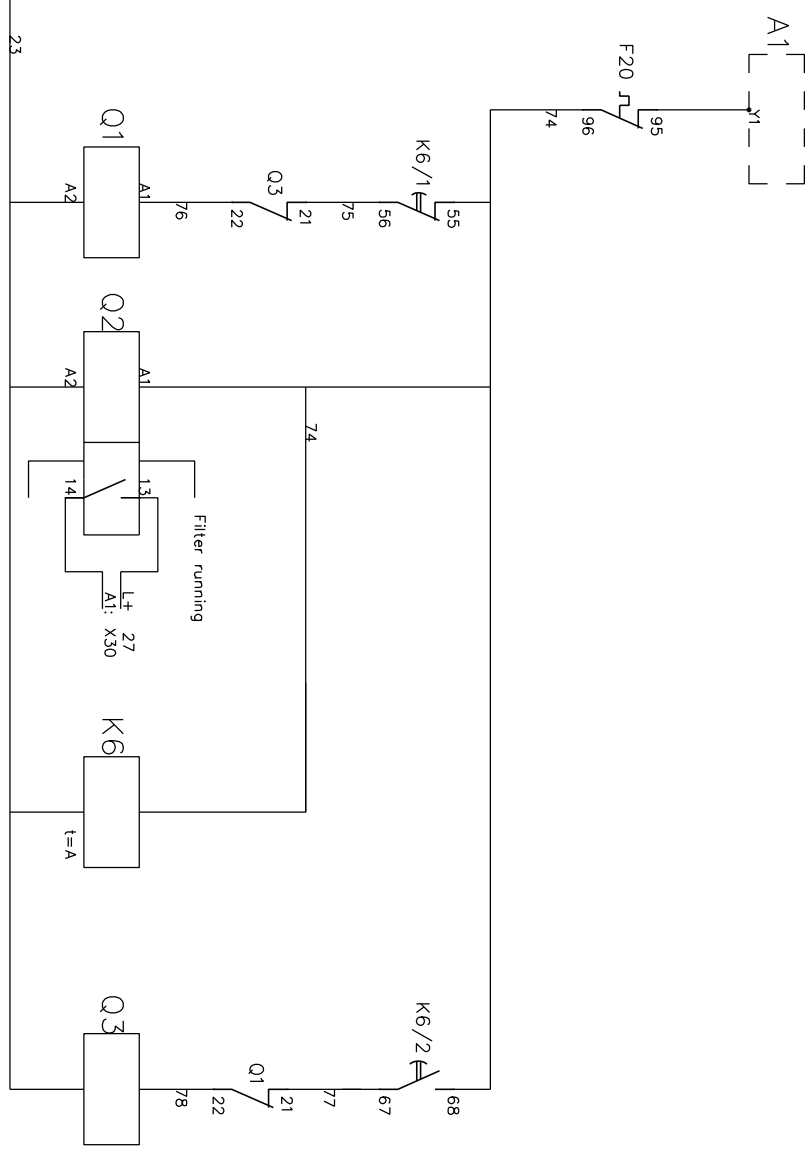 A1
Y1
F20
95
96
74
23
K6/1
55
56
75
Q3
21
22
76
Q1
A1
A2
Q2
A1
A2
13
14
Filter running
L+ 27
A1: X30
74
K6
t=A
K6/2
68
67
77
Q1
21
22
78
Q3